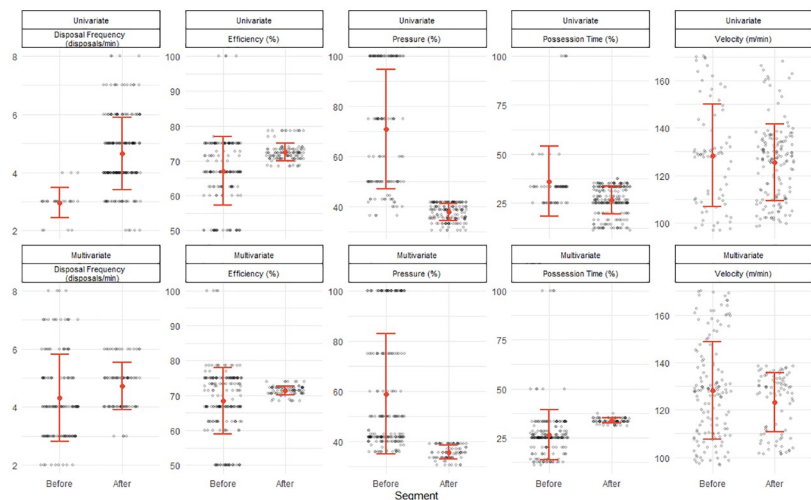 Univariate Univariate Univariate Univariate Univariate
Disposal Frequency
(disposals/min) Efficiency (%) Pressure (%) Possession Time (%) Velocity (m/min)
8 100 100 100 160
90 80 75 140
6 80 60 50 120
4 70 40 25 100
60
2 50
Multivariate Multivariate Multivariate Multivariate Multivariate
Disposal Frequency
(disposals/min) Efficiency (%) Pressure (%) Possession Time (%) Velocity (m/min)
8 100 100 100 160
90 80 75 140
6 80 60 50 120
4 70 40 25 100
60
2 50
Before After Before After Before After Before After Before After
Segment